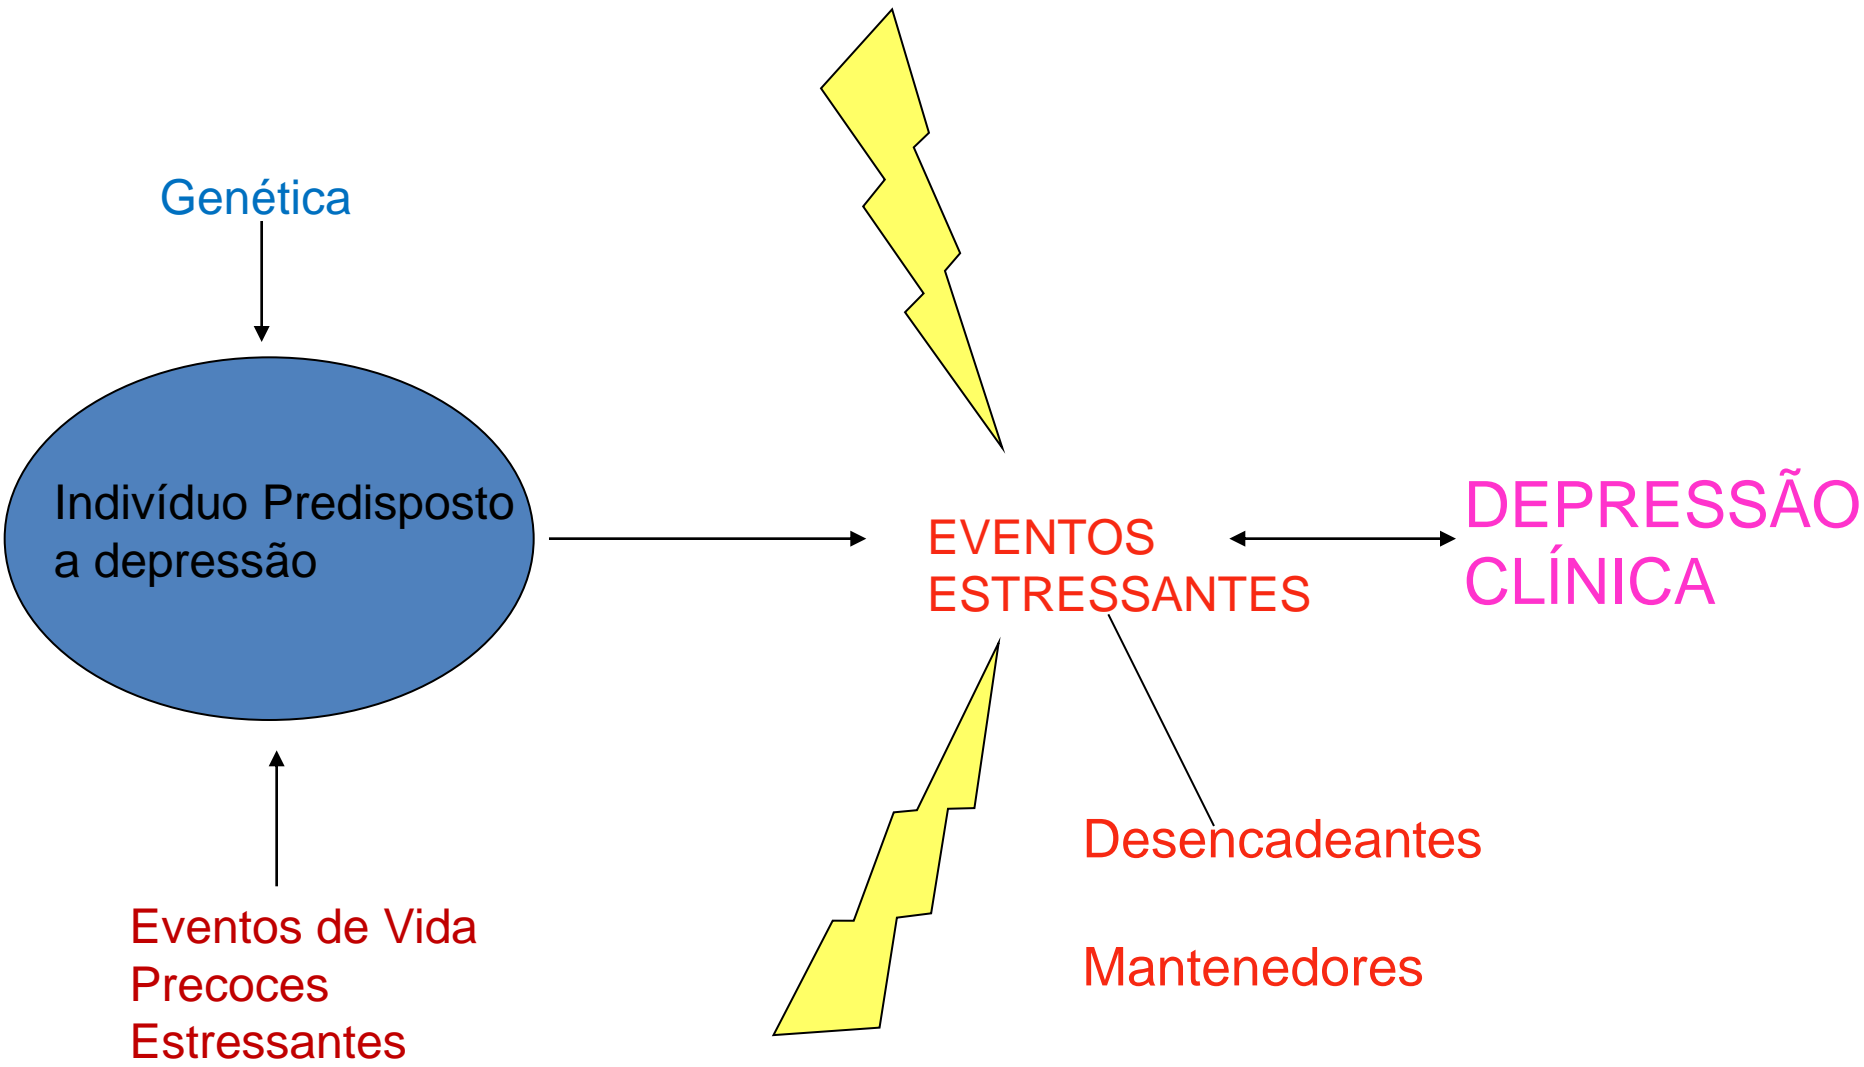 Genética
Indivíduo Predisposto
a depressão
Eventos de Vida
Precoces
Estressantes
EVENTOS
ESTRESSANTES
Desencadeantes
Mantenedores
DEPRESSÃO
CLÍNICA